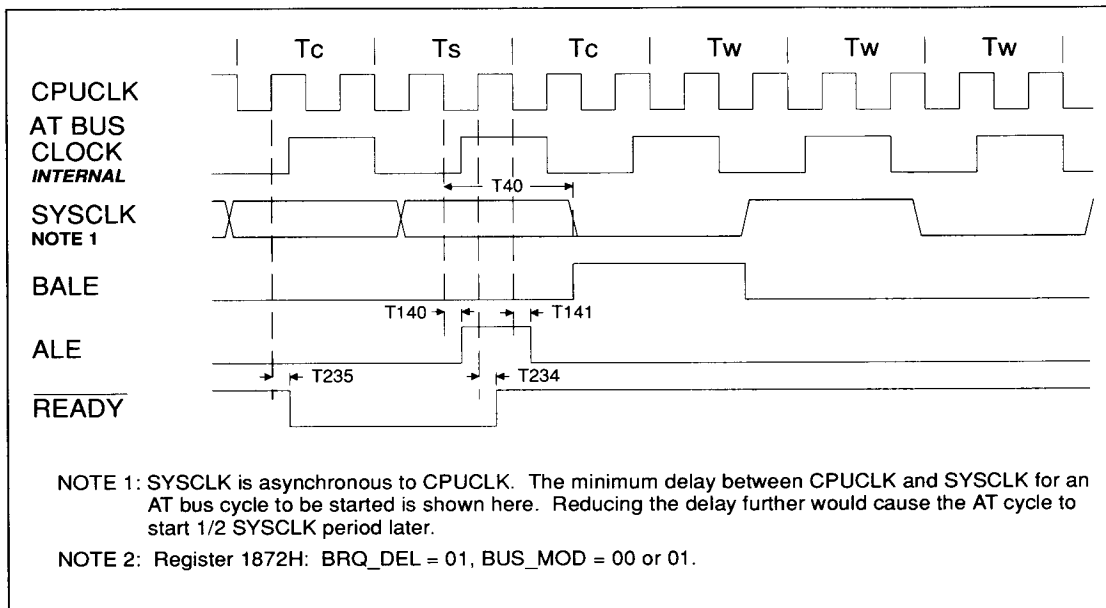 Tc Ts Tc Tw Tw Tw
CPUCLK
AT BUS
CLOCK
INTERNAL
T40
SYSCLK
NOTE 1
BALE
T140 T141
ALE
T235 T234
READY
NOTE 1: SYSCLK is asynchronous to CPUCLK. The minimum delay between CPUCLK and SYSCLK for an
AT bus cycle to be started is shown here. Reducing the delay further would cause the AT cycle to
start 1/2 SYSCLK period later.
NOTE 2: Register 1872H: BRQ_DEL = 01, BUS_MOD = 00 or 01.